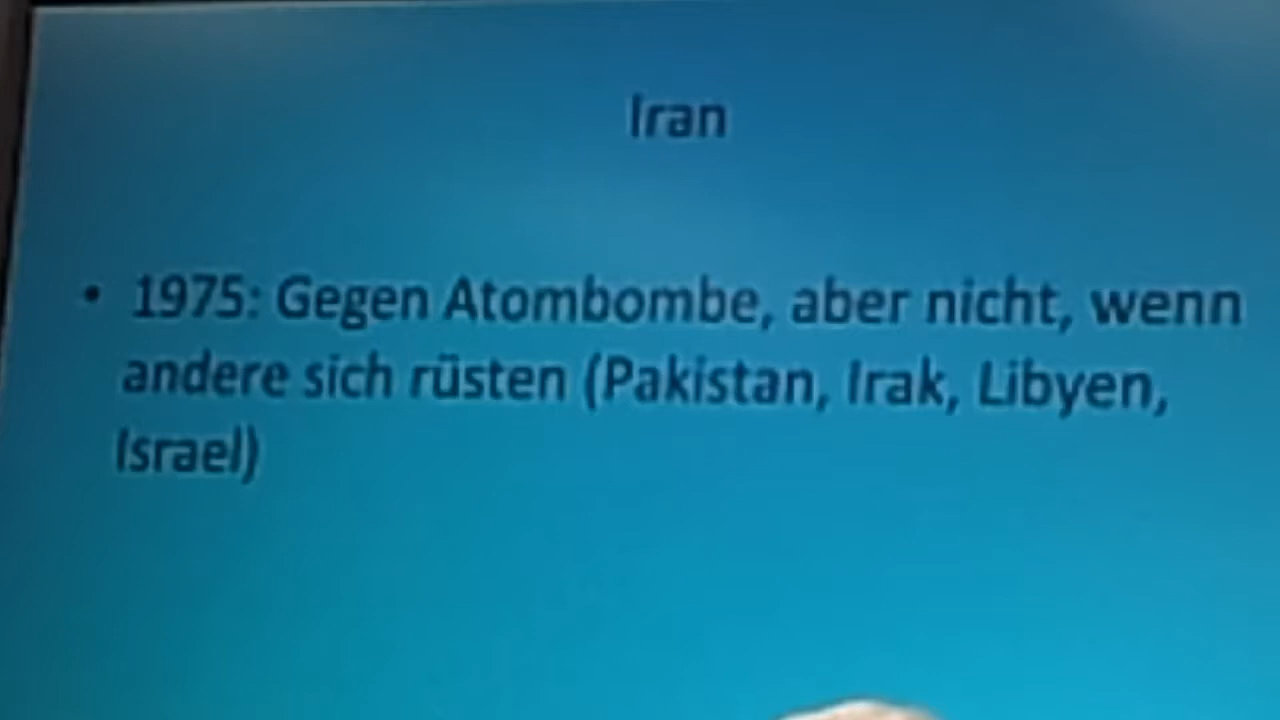 Iran
• 1975: Gegen Atombombe, aber nicht, wenn
andere sich rüsten (Pakistan, Irak, Libyen,
Israel)